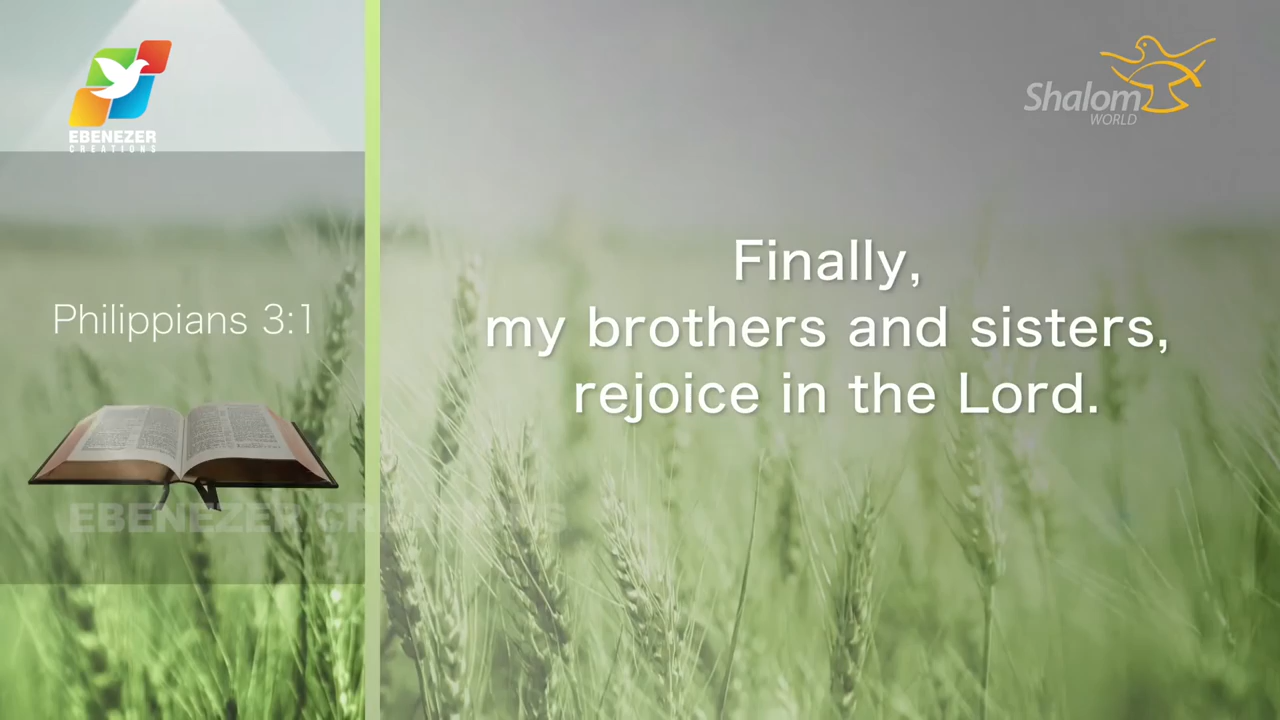 EBENEZER
CREATIONS
Shalom
WORLD
Philippians 3:1
Finally,
my brothers and sisters,
rejoice in the Lord.
EBENEZER CREATIONS